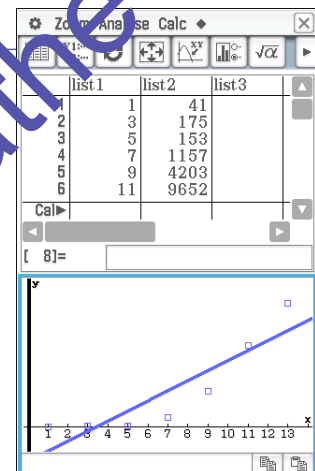 Analyse Calc
list1 list2 list3
1 1 41
2 3 175
3 5 153
4 7 1157
5 9 4203
6 11 9652
Cal▶
[ 8]=
y
x
1 2 3 4 5 6 7 8 9 10 11 12 13